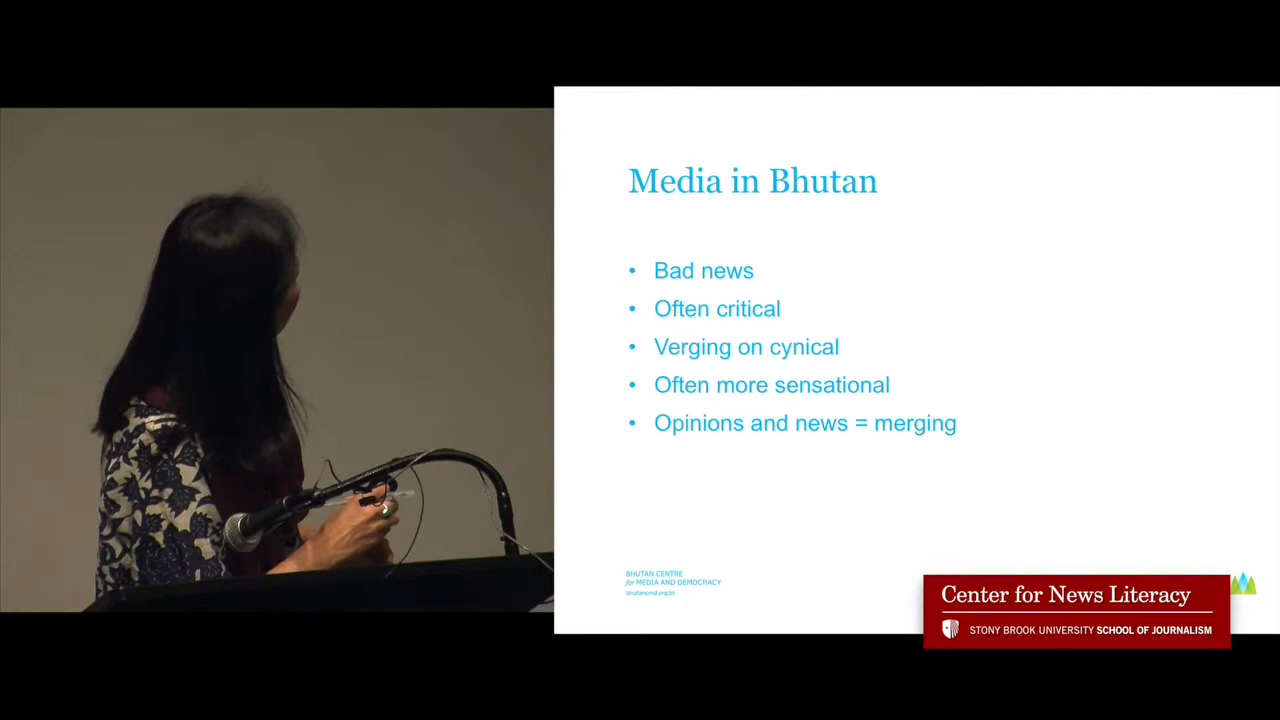 Media in Bhutan
• Bad news
• Often critical
• Verging on cynical
• Often more sensational
• Opinions and news = merging
BHUTAN CENTRE
for MEDIA AND DEMOCRACY
bhutancmd.org.bt
Center for News Literacy
STONY BROOK UNIVERSITY SCHOOL OF JOURNALISM